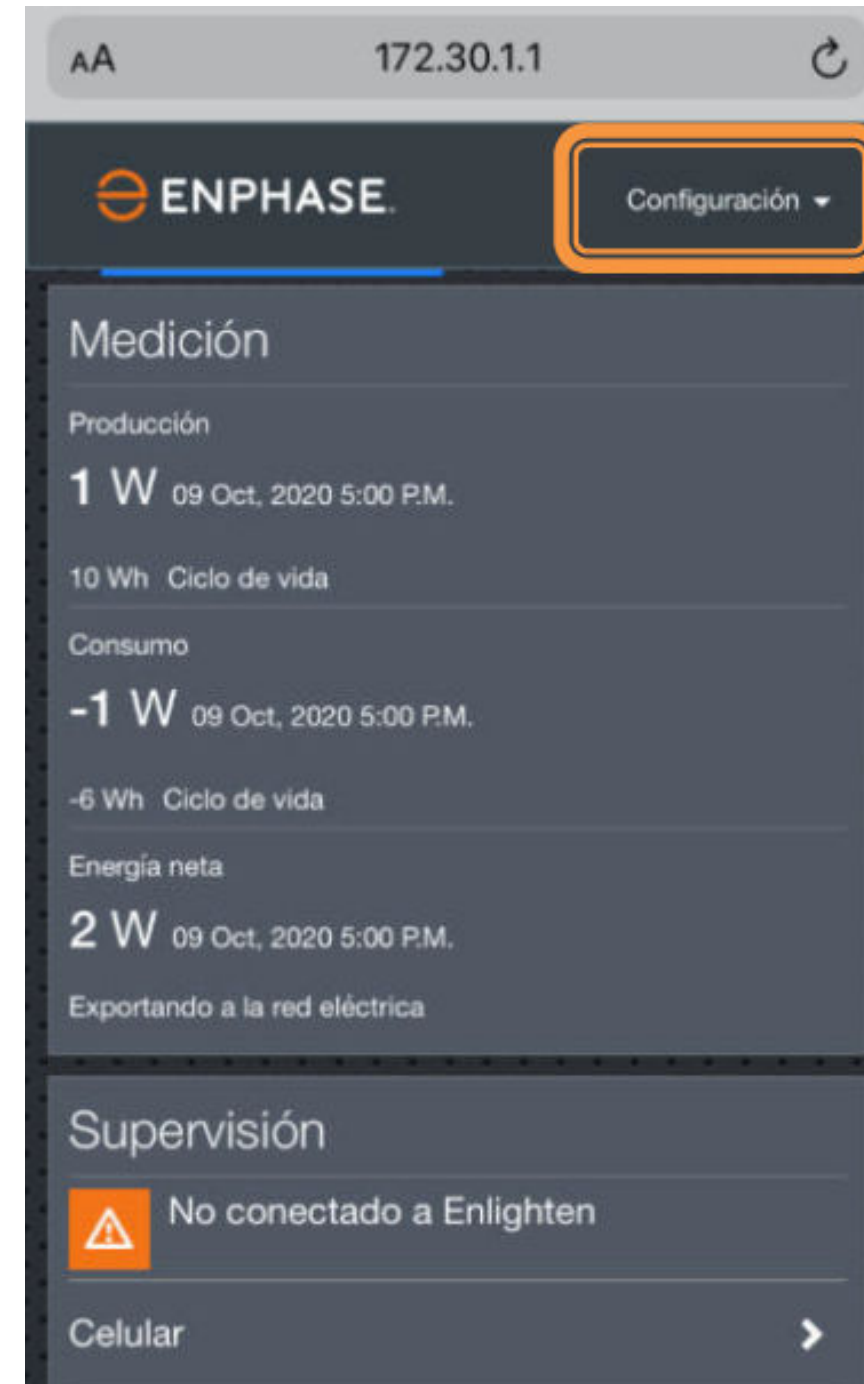 AA 172.30.1.1
ENPHASE. Configuración
Medición
Producción
1 W 09 Oct, 2020 5:00 P.M.
10 Wh Ciclo de vida
Consumo
-1 W 09 Oct, 2020 5:00 P.M.
-6 Wh Ciclo de vida
Energía neta
2 W 09 Oct, 2020 5:00 P.M.
Exportando a la red eléctrica
Supervisión
No conectado a Enlighten
Celular